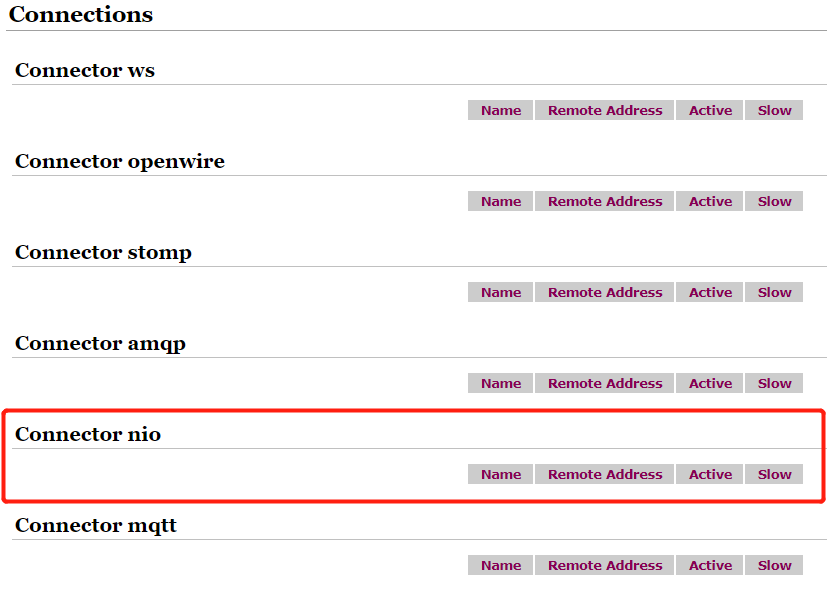 Connections
Connector ws
Name Remote Address Active Slow
Connector openwire
Name Remote Address Active Slow
Connector stomp
Name Remote Address Active Slow
Connector amqp
Name Remote Address Active Slow
Connector nio
Name Remote Address Active Slow
Connector mqtt
Name Remote Address Active Slow